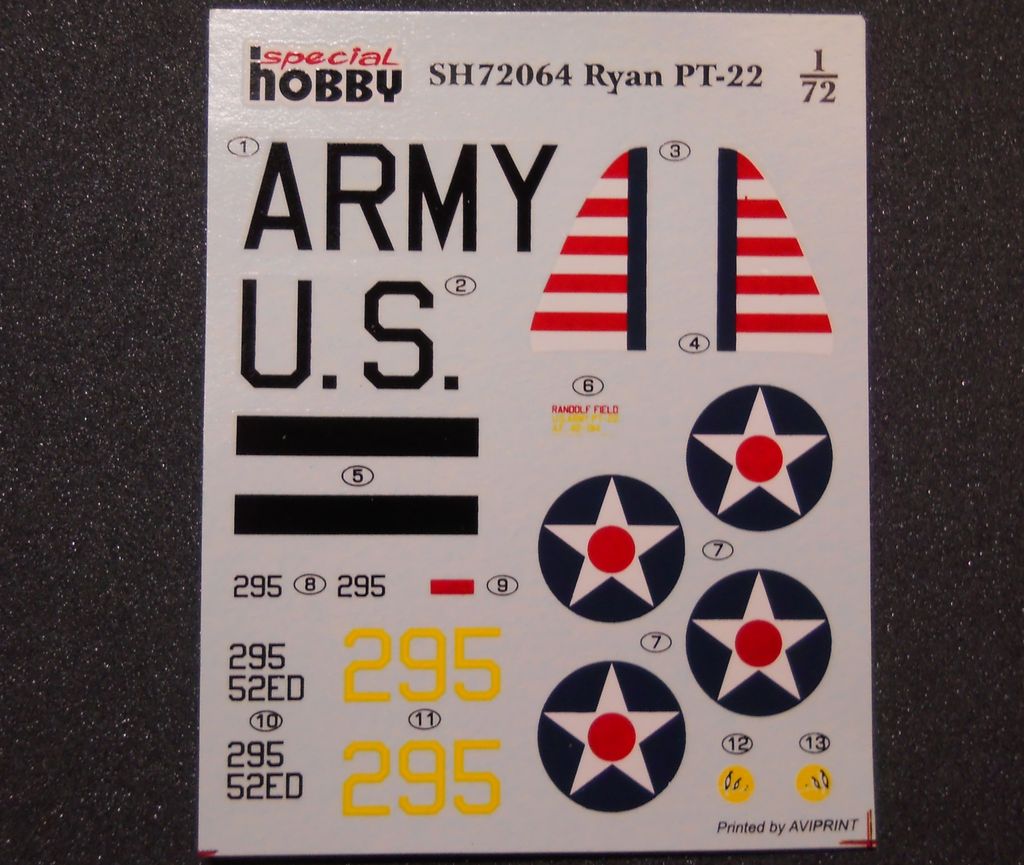 special
HOBBY
SH72064 Ryan PT-22
1
72
1
ARMY
3
2
U.S.
4
6
RANDOLF FIELD
5
7
295 8 295
9
7
295
52ED
295
10
11
295
52ED
295
12
13
Printed by AVIPRINT